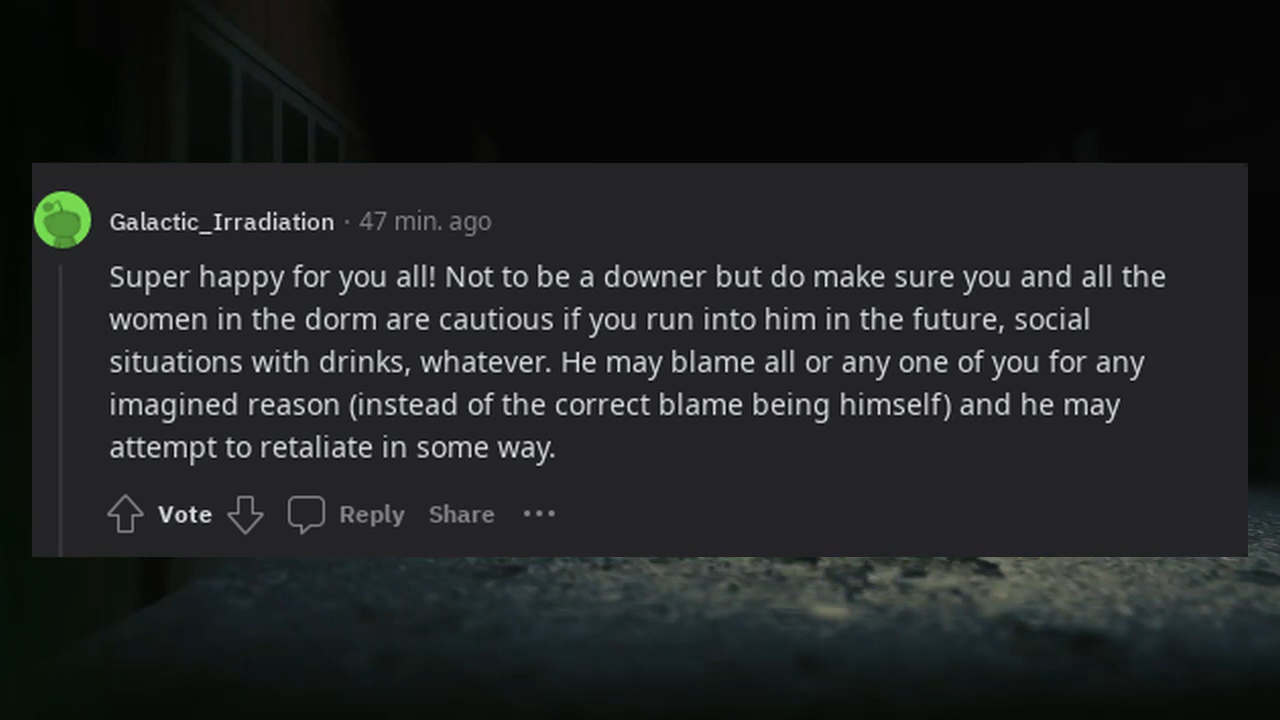 Galactic_Irradiation · 47 min. ago
Super happy for you all! Not to be a downer but do make sure you and all the
women in the dorm are cautious if you run into him in the future, social
situations with drinks, whatever. He may blame all or any one of you for any
imagined reason (instead of the correct blame being himself) and he may
attempt to retaliate in some way.
Vote Reply Share ···